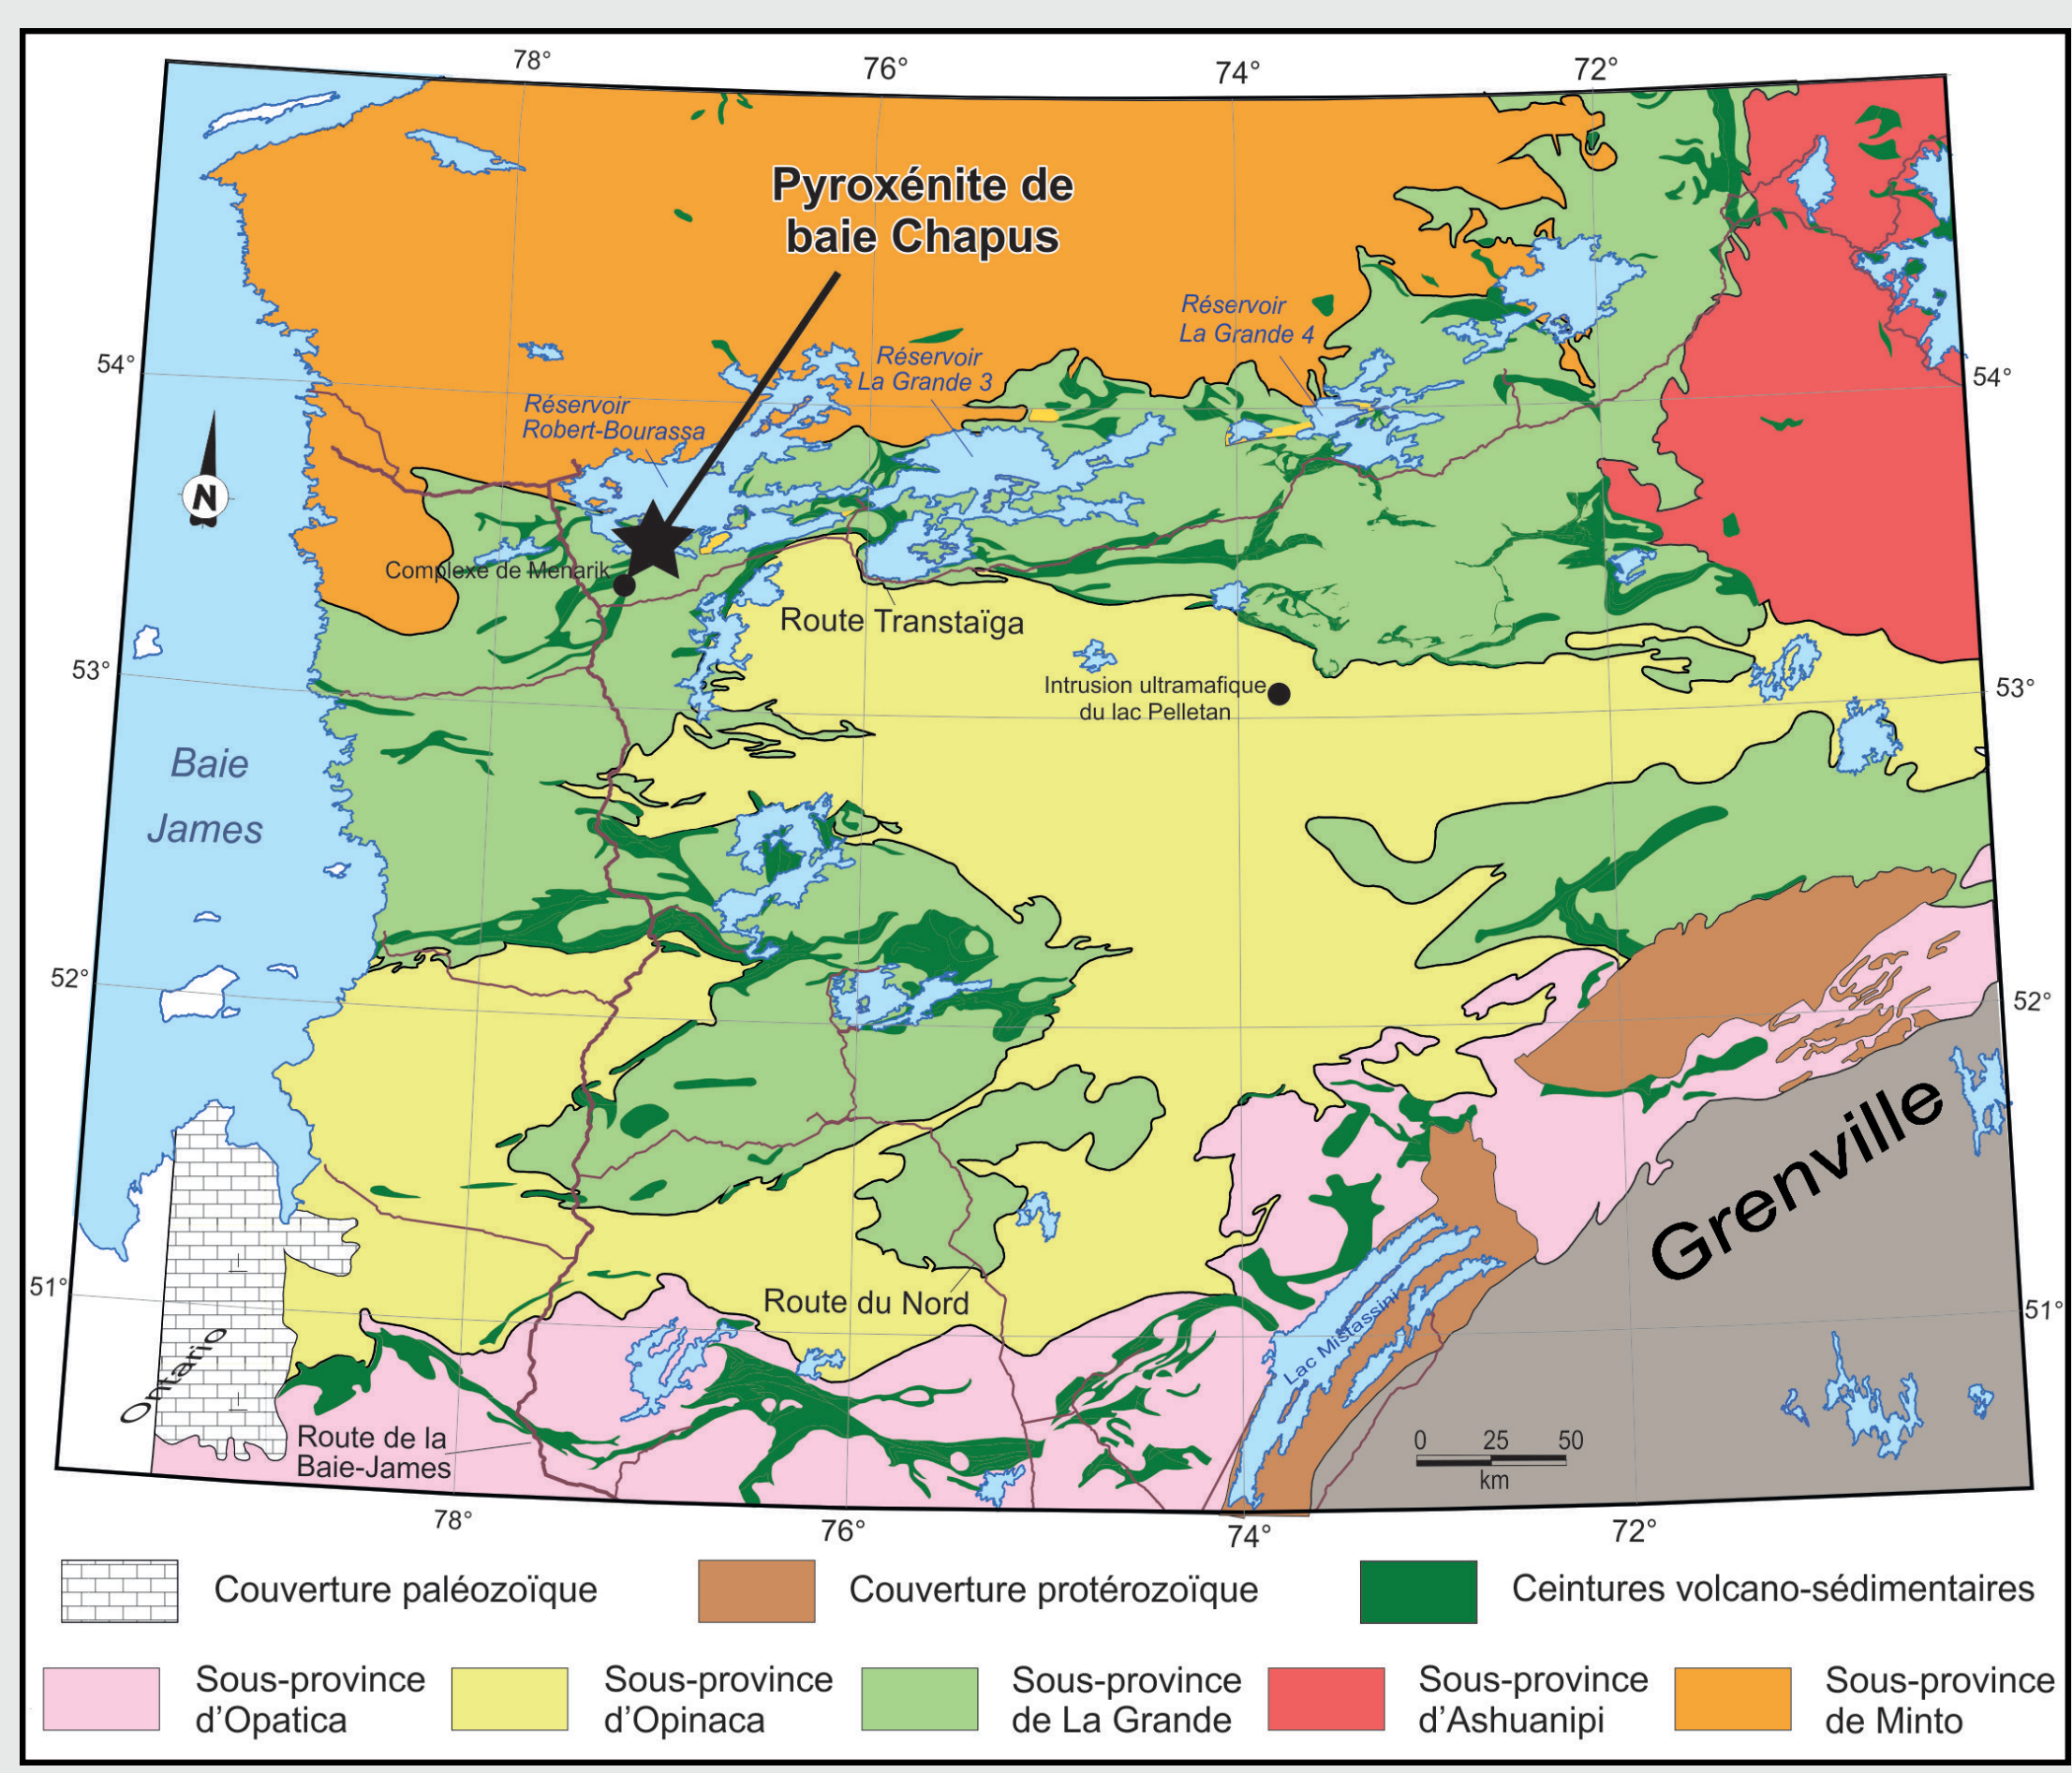 78°
76°
74°
72°
Pyroxénite de
baie Chapus
Réservoir
La Grande 4
Réservoir
La Grande 3
54°
54°
Réservoir
Robert-Bourassa
N
Complexe de Menarik
Route Transtaïga
53°
53°
Intrusion ultramafique
du lac Pelletan
Baie
James
52°
52°
Grenville
51°
51°
Route du Nord
Lac Mistassini
Ontario
Route de la
Baie-James
0 25 50
km
78°
76°
74°
72°
Couverture paléozoïque
Couverture protérozoïque
Ceintures volcano-sédimentaires
Sous-province
d’Opatica
Sous-province
d’Opinaca
Sous-province
de La Grande
Sous-province
d’Ashuanipi
Sous-province
de Minto